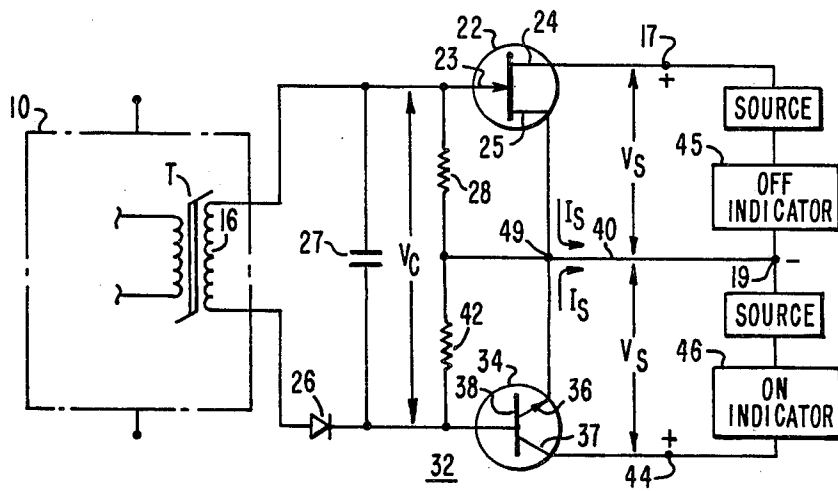 22
24
17
23
+
10
SOURCE
T
25
45
16
28
V_S
OFF
INDICATOR
27
V_C
49
I_S
40
19
-
I_S
SOURCE
42
34
V_S
46
38
36
ON
INDICATOR
26
37
+
32
44